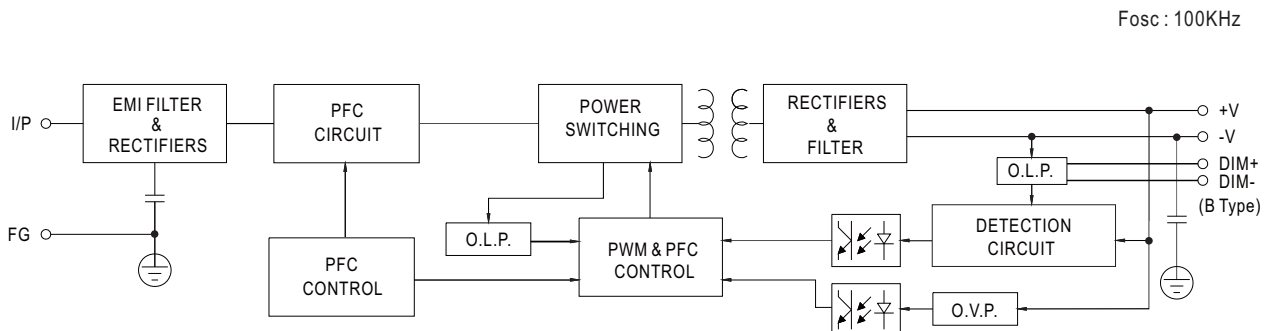 Fosc : 100KHz
I/P
EMI FILTER
&
RECTIFIERS
PFC
CIRCUIT
POWER
SWITCHING
RECTIFIERS
&
FILTER
+V
-V
DIM+
DIM-
(B Type)
O.L.P.
DETECTION
CIRCUIT
FG
O.L.P.
PFC
CONTROL
PWM & PFC
CONTROL
O.V.P.